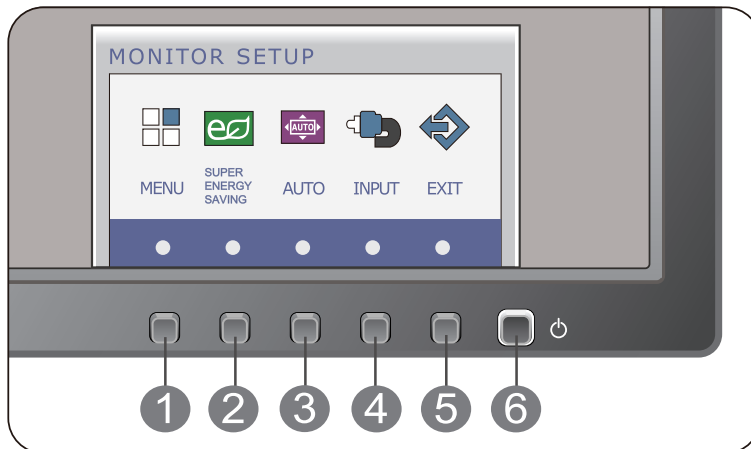 MONITOR SETUP
MENU
SUPER
ENERGY
SAVING
AUTO
AUTO
INPUT
EXIT
1 2 3 4 5 6